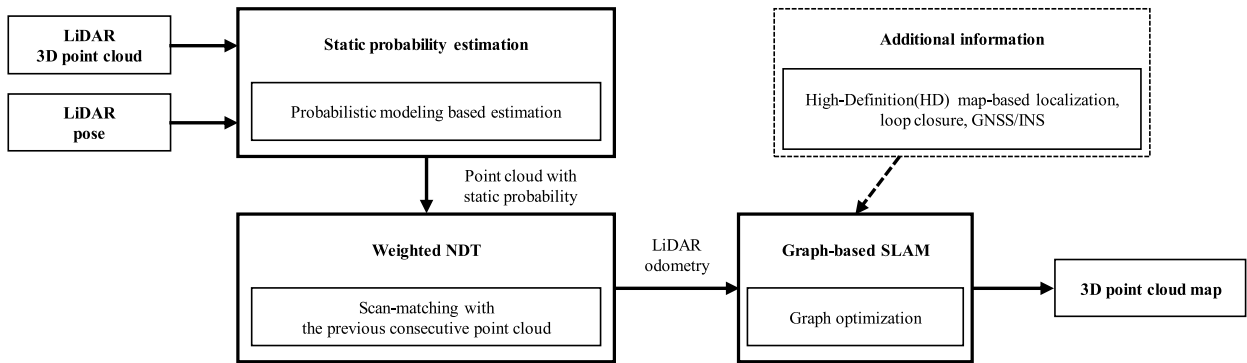 LiDAR
3D point cloud
LiDAR
pose
Static probability estimation
Probabilistic modeling based estimation
Additional information
High-Definition(HD) map-based localization,
loop closure, GNSS/INS
Point cloud with
static probability
Weighted NDT
Scan-matching with
the previous consecutive point cloud
LiDAR
odometry
Graph-based SLAM
Graph optimization
3D point cloud map